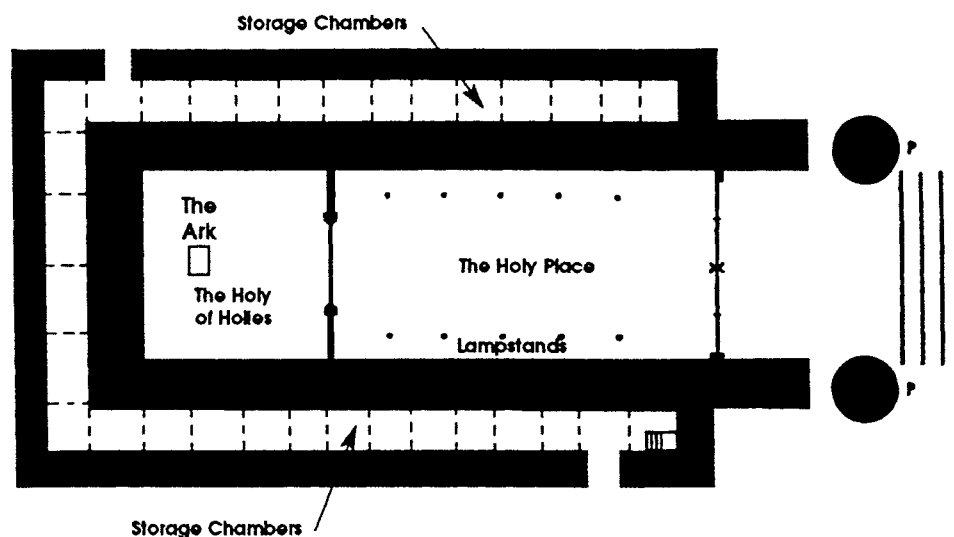 Storage Chambers
P
The
Ark
The Holy Place
The Holy
of Holies
Lampstands
P
Storage Chambers